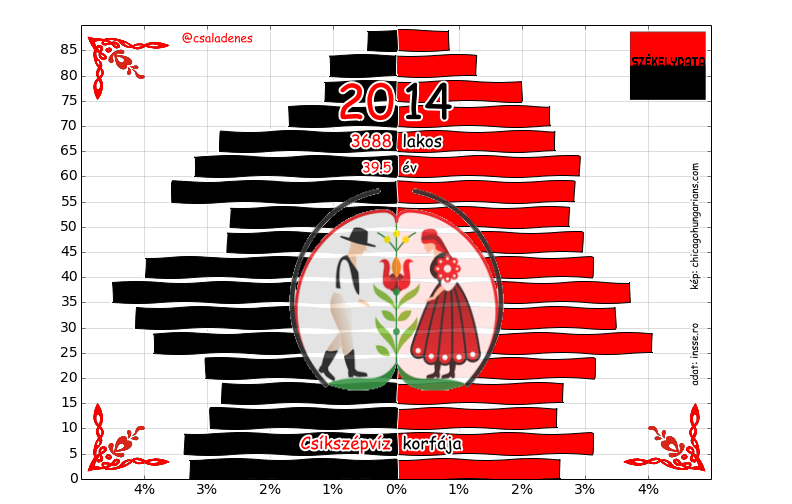 @csaladenes
SZÉKELYDATA
2014
3688 lakos
39.5 év
Csíkszépvíz korfája
kép: chicagohungarians.com
adat: insse.ro
85
80
75
70
65
60
55
50
45
40
35
30
25
20
15
10
5
0
4% 3% 2% 1% 0% 1% 2% 3% 4%